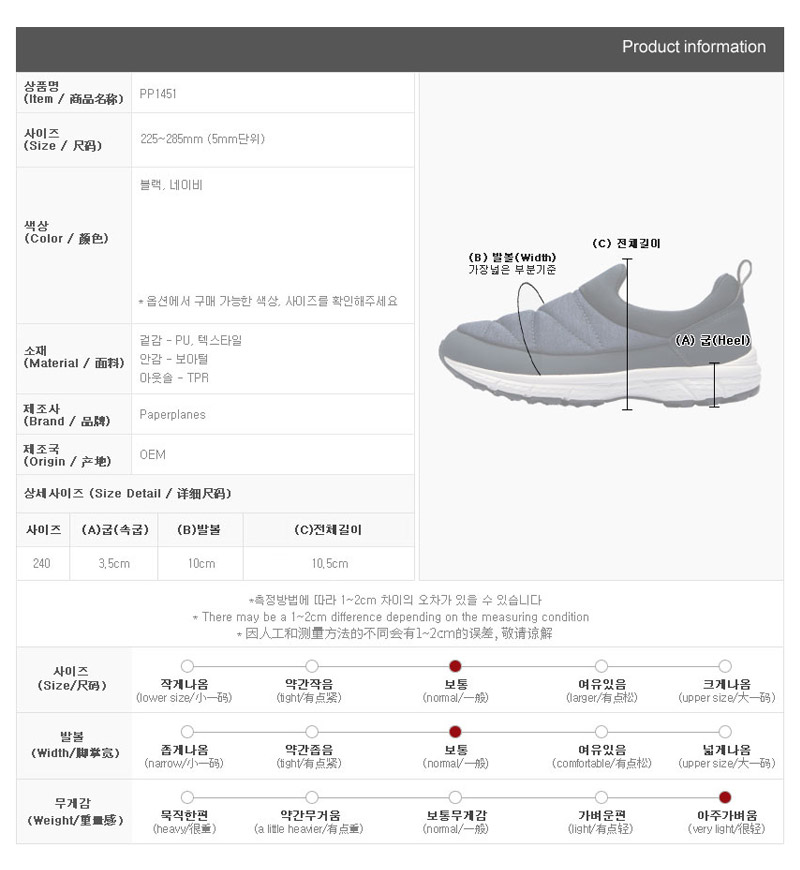 Product information
상품명
(Item / 商品名称)
PP1451
사이즈
(Size / 尺码)
225~285mm (5mm단위)
색상
(Color / 颜色)
블랙, 네이비
* 옵션에서 구매 가능한 색상, 사이즈를 확인해주세요
소재
(Material / 面料)
겉감 - PU, 텍스타일
안감 - 보아털
아웃솔 - TPR
제조사
(Brand / 品牌)
Paperplanes
제조국
(Origin / 产地)
OEM
(B) 발볼(Width)
가장넓은 부분기준
(C) 전체길이
(A) 굽(Heel)
상세사이즈 (Size Detail / 详细尺码)
사이즈 (A)굽(속굽) (B)발볼 (C)전체길이
240 3,5cm 10cm 10,5cm
*측정방법에 따라 1~2cm 차이의 오차가 있을 수 있습니다
* There may be a 1~2cm difference depending on the measuring condition
* 因人工和测量方法的不同会有1~2cm的误差, 敬请谅解
사이즈
(Size/尺码)
작게나옴 약간작음 보통 여유있음 크게나옴
(lower size/小一码) (tight/有点紧) (normal/一般) (larger/有点松) (upper size/大一码)
발볼
(Width/脚掌宽)
좁게나옴 약간좁음 보통 여유있음 넓게나옴
(narrow/小一码) (tight/有点紧) (normal/一般) (comfortable/有点松) (upper size/大一码)
무게감
(Weight/重量感)
묵직한편 약간무거움 보통무게감 가벼운편 아주가벼움
(heavy/很重) (a little heavier/有点重) (normal/一般) (light/有点轻) (very light/很轻)